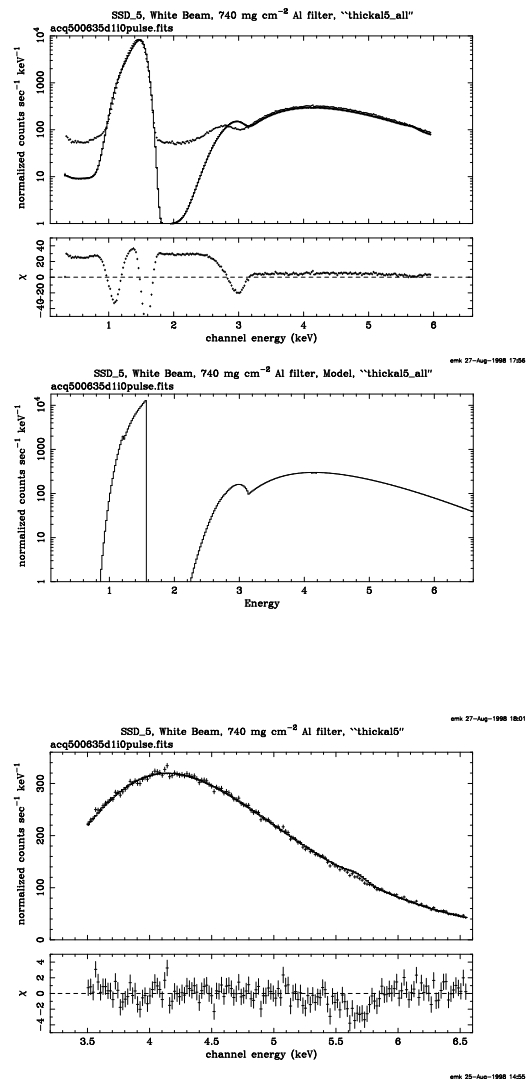 SSD_5, White Beam, 740 mg cm⁻² Al filter, ``thickal5_all''
acq500635d1i0pulse.fits
normalized counts sec⁻¹ keV⁻¹
10⁴
1000
100
10
1
χ
40
20
0
−20
−40
1 2 3 4 5 6
channel energy (keV)
emk 27-Aug-1998 17:56
SSD_5, White Beam, 740 mg cm⁻² Al filter, Model, ``thickal5_all''
acq500635d1i0pulse.fits
normalized counts sec⁻¹ keV⁻¹
10⁴
1000
100
10
1
1 2 3 4 5 6
Energy
emk 27-Aug-1998 18:01
SSD_5, White Beam, 740 mg cm⁻² Al filter, ``thickal5''
acq500635d1i0pulse.fits
normalized counts sec⁻¹ keV⁻¹
300
200
100
0
χ
4
2
0
−2
−4
3.5 4 4.5 5 5.5 6 6.5
channel energy (keV)
emk 25-Aug-1998 14:55